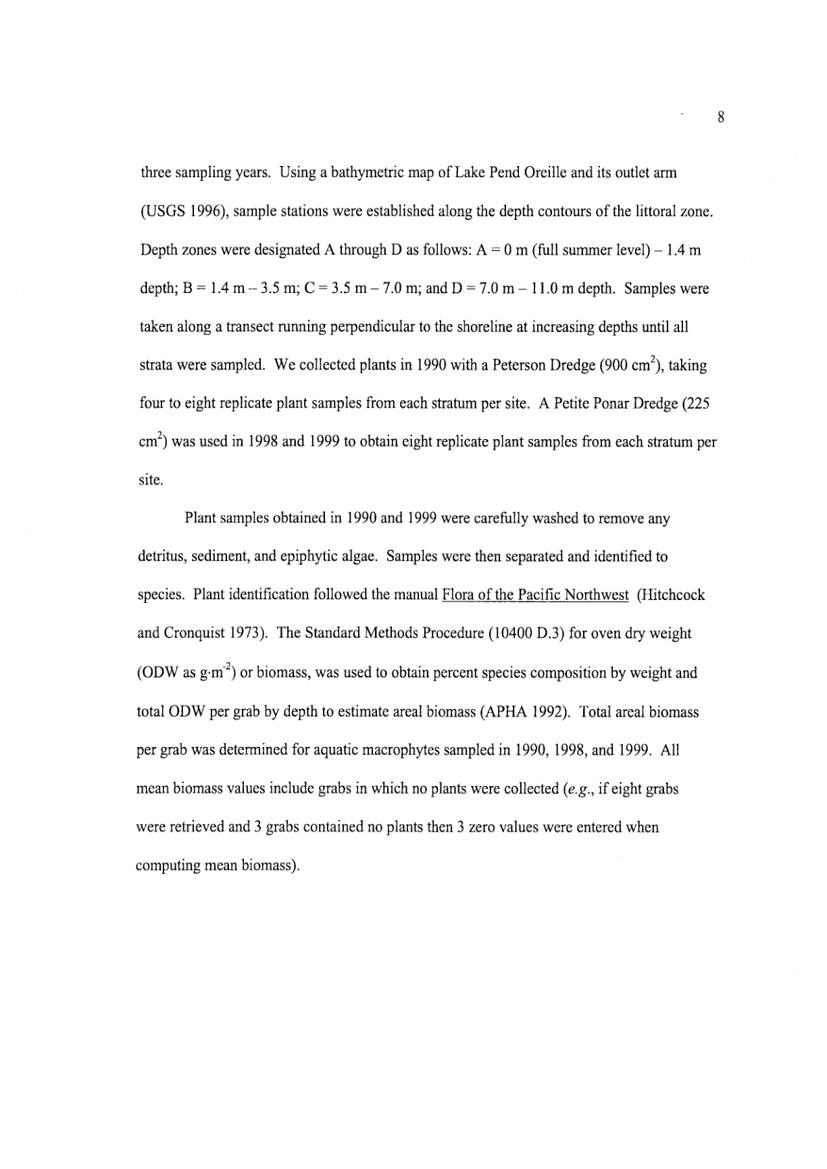 8
three sampling years. Using a bathymetric map of Lake Pend Oreille and its outlet arm
(USGS 1996), sample stations were established along the depth contours of the littoral zone.
Depth zones were designated A through D as follows: A = 0 m (full summer level) – 1.4 m
depth; B = 1.4 m – 3.5 m; C = 3.5 m – 7.0 m; and D = 7.0 m – 11.0 m depth. Samples were
taken along a transect running perpendicular to the shoreline at increasing depths until all
strata were sampled. We collected plants in 1990 with a Peterson Dredge (900 cm²), taking
four to eight replicate plant samples from each stratum per site. A Petite Ponar Dredge (225
cm²) was used in 1998 and 1999 to obtain eight replicate plant samples from each stratum per
site.
Plant samples obtained in 1990 and 1999 were carefully washed to remove any
detritus, sediment, and epiphytic algae. Samples were then separated and identified to
species. Plant identification followed the manual Flora of the Pacific Northwest (Hitchcock
and Cronquist 1973). The Standard Methods Procedure (10400 D.3) for oven dry weight
(ODW as g·m⁻²) or biomass, was used to obtain percent species composition by weight and
total ODW per grab by depth to estimate areal biomass (APHA 1992). Total areal biomass
per grab was determined for aquatic macrophytes sampled in 1990, 1998, and 1999. All
mean biomass values include grabs in which no plants were collected (e.g., if eight grabs
were retrieved and 3 grabs contained no plants then 3 zero values were entered when
computing mean biomass).